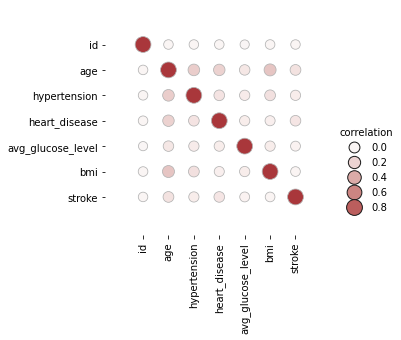 id
age
hypertension
heart_disease
avg_glucose_level
bmi
stroke
correlation
0.0
0.2
0.4
0.6
0.8
id
age
hypertension
heart_disease
avg_glucose_level
bmi
stroke